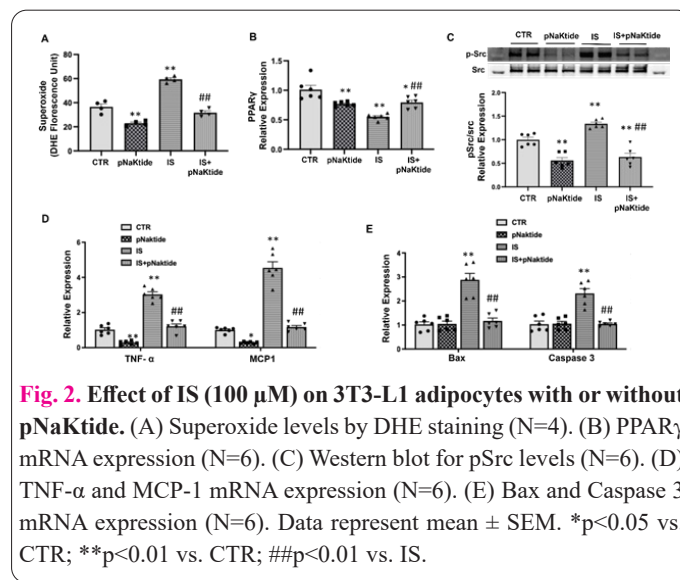 A
B
C
CTR pNaKtide IS IS+pNaKtide
p-Src
Src
Superoxide
(DHE Florescence Unit)
80
60
40
20
0
**
**
##
CTR pNaKtide IS IS+
pNaKtide
PPARγ
Relative Expression
1.5
1.0
0.5
0.0
**
**
* ##
CTR pNaKtide IS IS+
pNaKtide
pSrc/src
Relative Expression
2.0
1.5
1.0
0.5
0.0
**
**
** ##
CTR
pNaKtide
IS
IS+pNaKtide
D
CTR
pNaktide
IS
IS+pNaKtide
Relative Expression
6
4
2
0
**
**
##
*
**
##
TNF- α MCP1
E
CTR
pNaktide
IS
IS+pNaKtide
Relative Expression
4
3
2
1
0
**
##
**
##
Bax Caspase 3
Fig. 2. Effect of IS (100 μM) on 3T3-L1 adipocytes with or without
pNaKtide. (A) Superoxide levels by DHE staining (N=4). (B) PPARγ
mRNA expression (N=6). (C) Western blot for pSrc levels (N=6). (D)
TNF-α and MCP-1 mRNA expression (N=6). (E) Bax and Caspase 3
mRNA expression (N=6). Data represent mean ± SEM. *p<0.05 vs.
CTR; **p<0.01 vs. CTR; ##p<0.01 vs. IS.